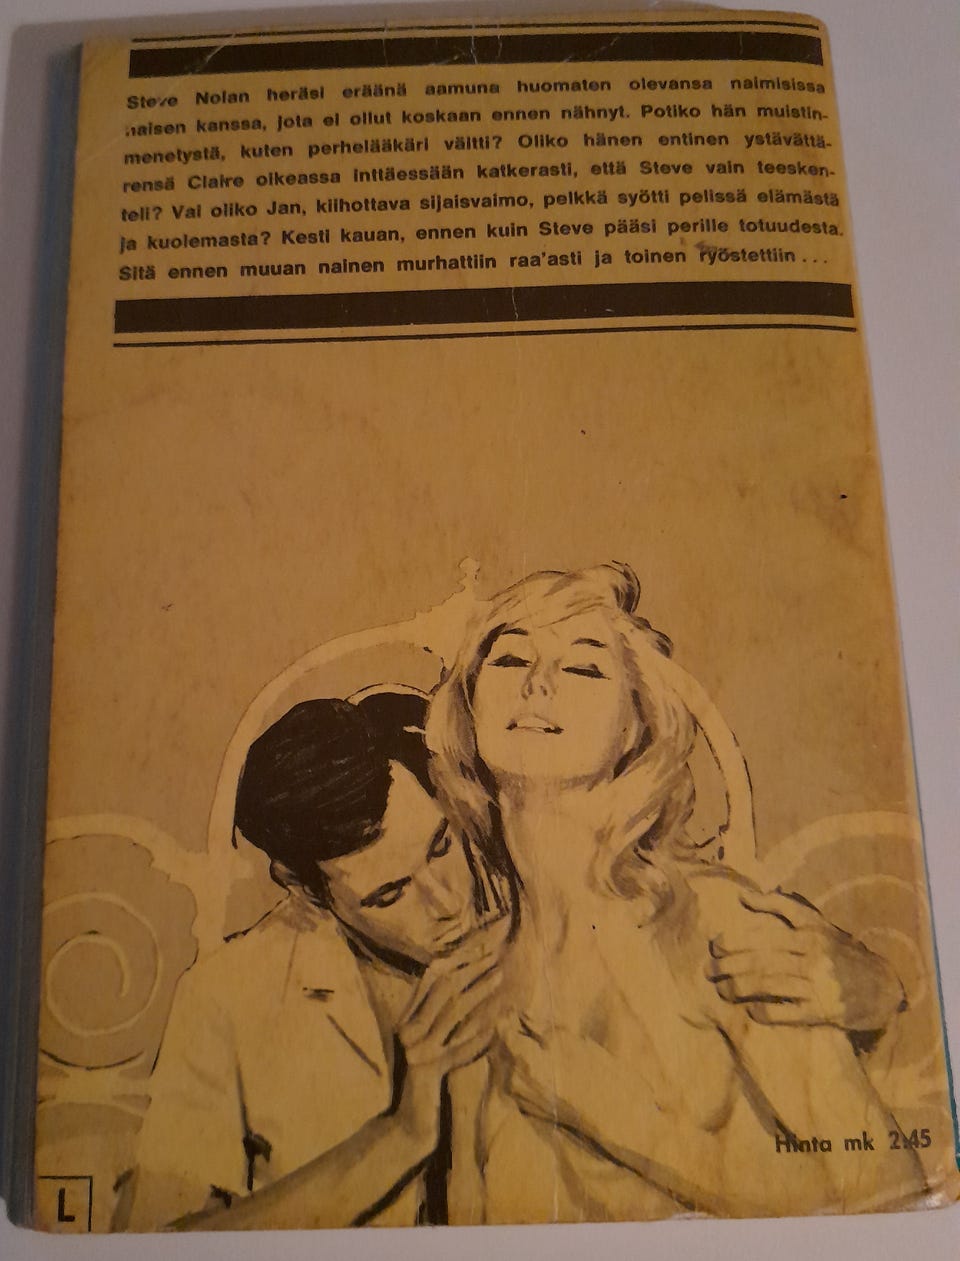 Steve Nolan heräsi eräänä aamuna huomaten olevansa naimisissa
naisen kanssa, jota ei ollut koskaan ennen nähnyt. Potiko hän muistin-
menetystä, kuten perhelääkäri väitti? Oliko hänen entinen ystävättä-
rensä Claire oikeassa inttäessään katkerasti, että Steve vain teesken-
teli? Vai oliko Jan, kiihottava sijaisvaimo, pelkkä syötti pelissä elämästä
ja kuolemasta? Kesti kauan, ennen kuin Steve pääsi perille totuudesta.
Sitä ennen muuan nainen murhattiin raa'asti ja toinen ryöstettiin...
Hinta mk 2:45
L